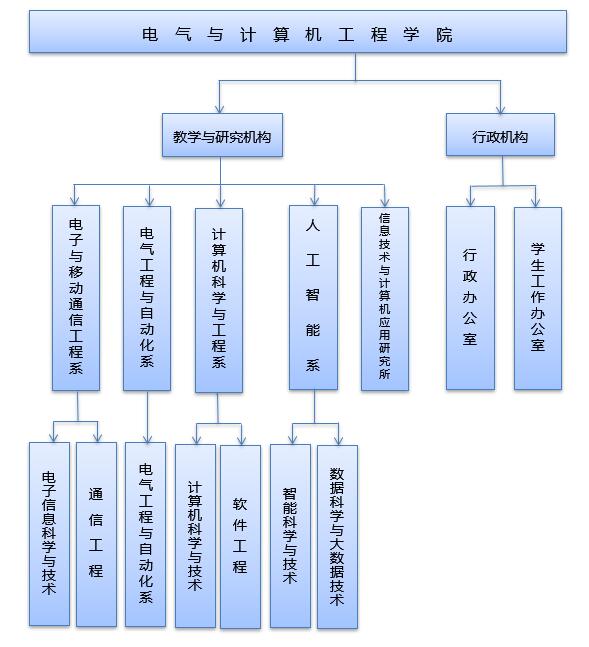 电气与计算机工程学院
教学与研究机构
行政机构
电子与移动通信工程系
电气工程与自动化系
计算机科学与工程系
人工智能系
信息技术与计算机应用研究所
行政办公室
学生工作办公室
电子信息科学与技术
通信工程
电气工程与自动化系
计算机科学与技术
软件工程
智能科学与技术
数据科学与大数据技术